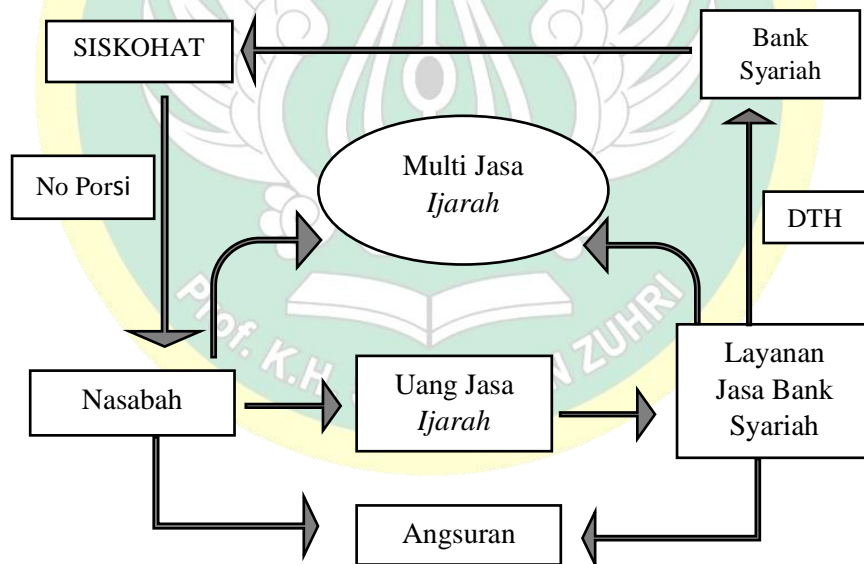 SISKOHAT
Bank
Syariah
No Porsi
Multi Jasa
Ijarah
DTH
Prof. K.H.
ZUHRI
Nasabah
Uang Jasa
Ijarah
Layanan
Jasa Bank
Syariah
Angsuran